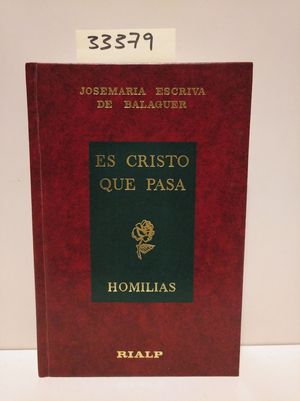 33379
JOSEMARIA ESCRIVA
DE BALAGUER
ES CRISTO
QUE PASA
HOMILIAS
RIALP